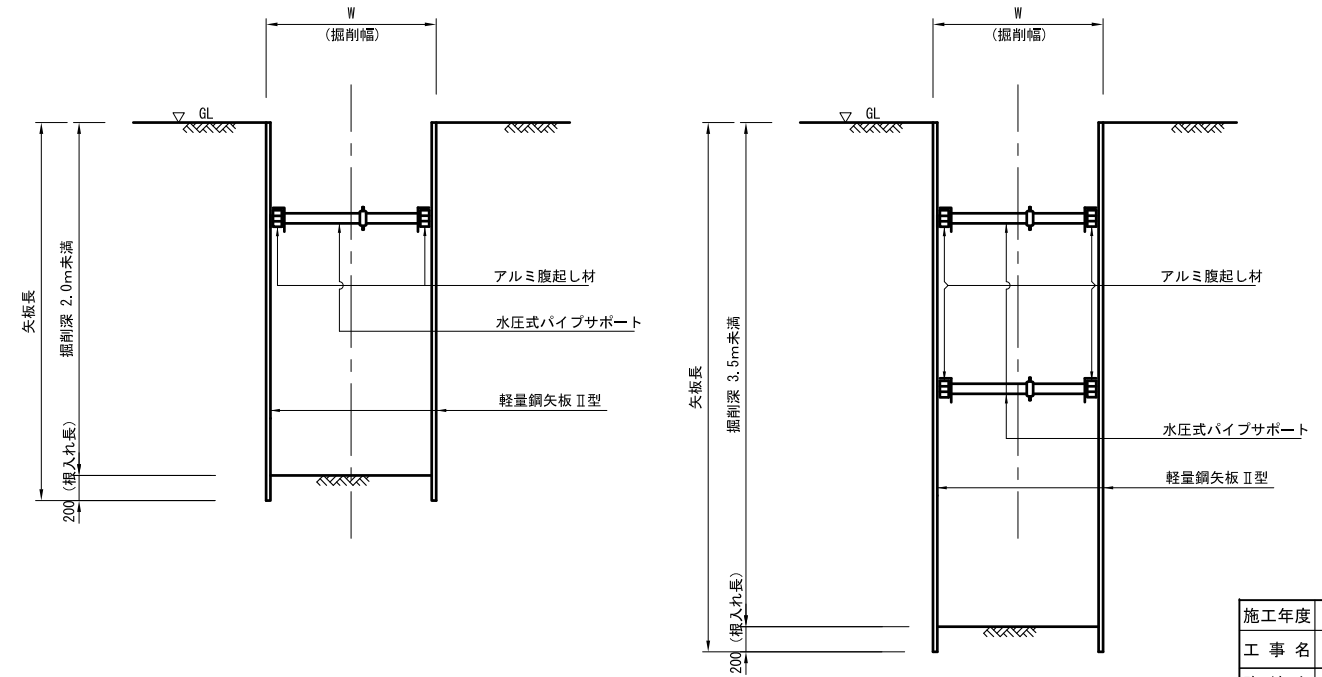 W
(掘削幅)
GL
アルミ腹起し材
水圧式パイプサポート
軽量鋼矢板Ⅱ型
矢板長
掘削深 2.0m未満
200 (根入れ長)
W
(掘削幅)
GL
アルミ腹起し材
水圧式パイプサポート
軽量鋼矢板Ⅱ型
矢板長
掘削深 3.5m未満
200 (根入れ長)
施工年度
工 事 名